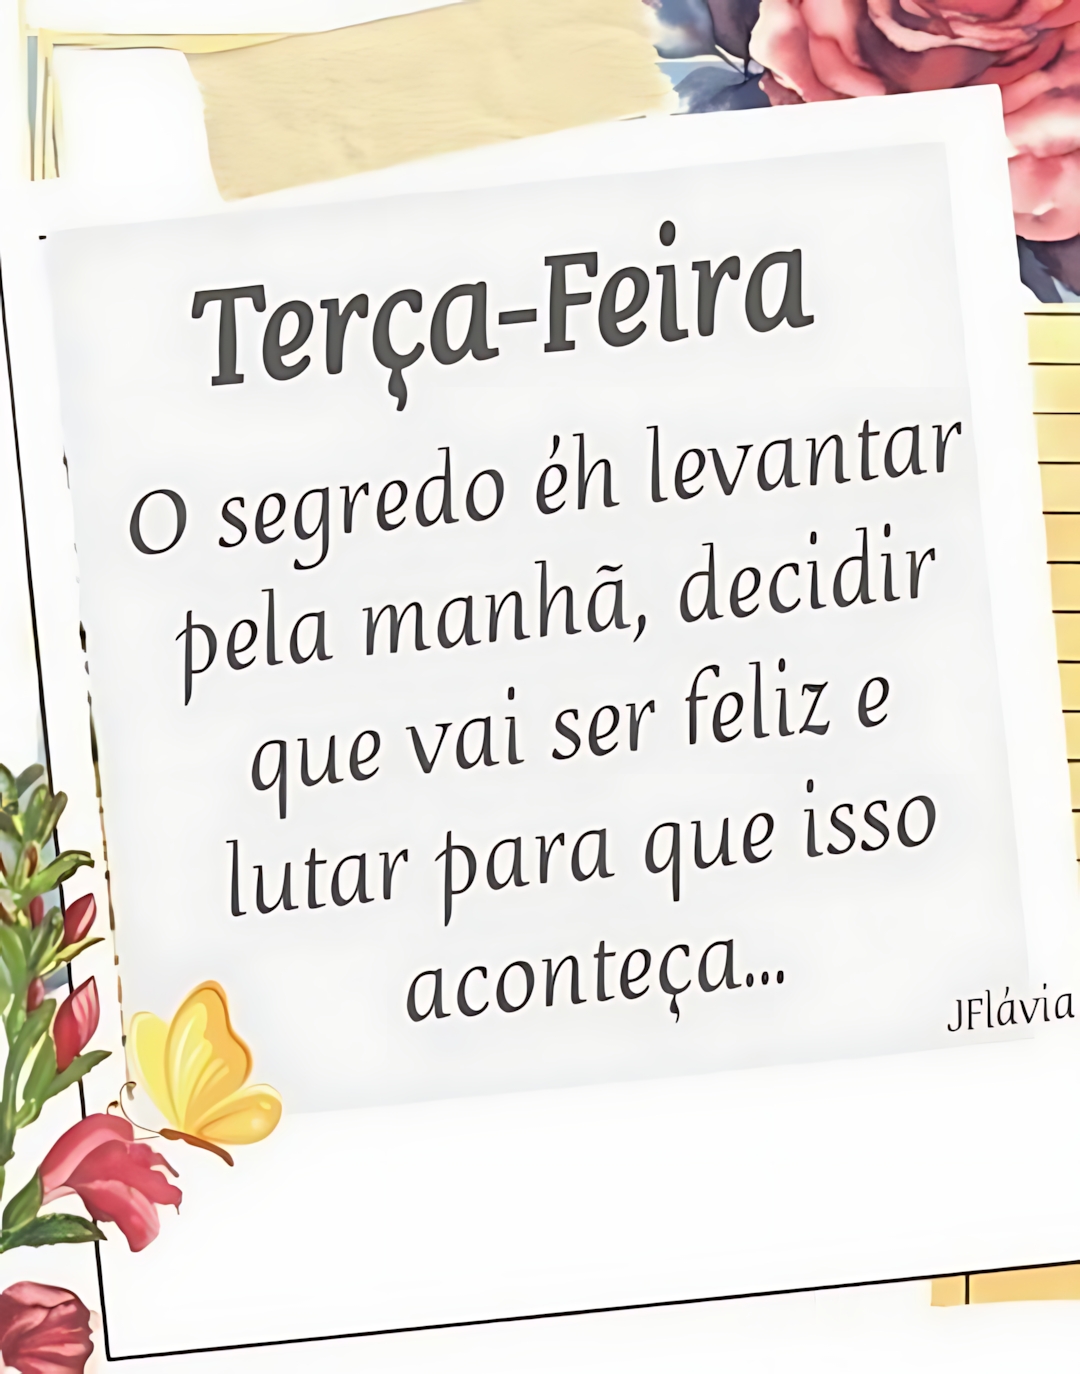 Terça-Feira
O segredo éh levantar
pela manhã, decidir
que vai ser feliz e
lutar para que isso
aconteça...
JFlávia